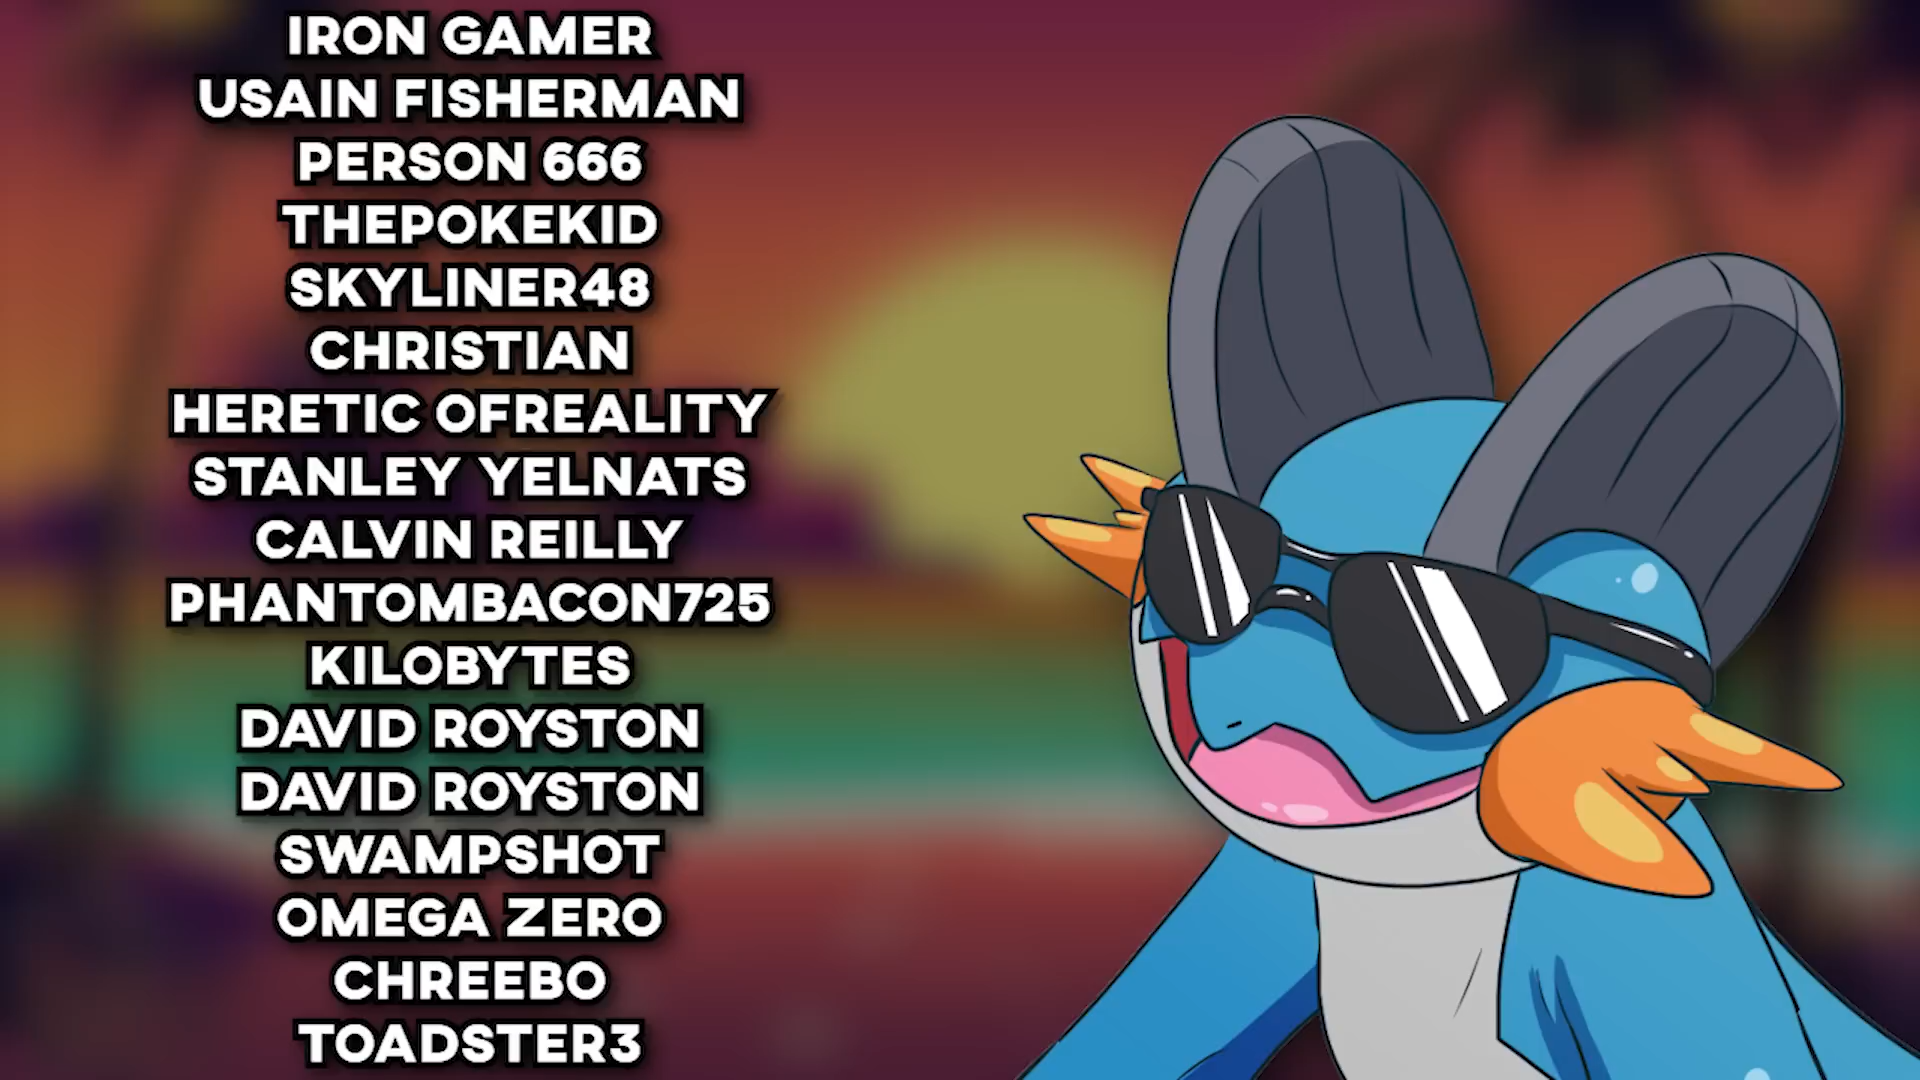 IRON GAMER
USAIN FISHERMAN
PERSON 666
THEPOKEKID
SKYLINER48
CHRISTIAN
HERETIC OFREALITY
STANLEY YELNATS
CALVIN REILLY
PHANTOMBACON725
KILOBYTES
DAVID ROYSTON
DAVID ROYSTON
SWAMPSHOT
OMEGA ZERO
CHREEBO
TOADSTER3